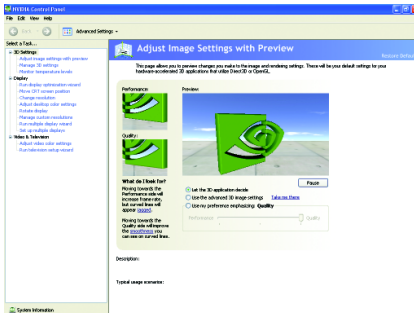 NVIDIA Control Panel
File Edit View Help
Back
Advanced Settings
Select a Task...
3D Settings
Adjust image settings with preview
Manage 3D settings
Monitor temperature levels
Display
Run display optimization wizard
Move CRT screen position
Change resolution
Adjust desktop color settings
Rotate display
Manage custom resolutions
Run multiple display wizard
Set up multiple displays
Video & Television
Adjust video color settings
Run television setup wizard
System Information
Adjust Image Settings with Preview
Restore Defaults
This page allows you to preview changes you make to the image and rendering settings. These will be your default settings for your
hardware-accelerated 3D applications that utilize Direct3D or OpenGL.
Performance:
Preview:
Quality:
What do I look for?
Moving towards the
Performance side will
increase frame rate,
but curved lines will
appear jagged.
Moving towards the
Quality side will improve
the smoothness you
can see on curved lines.
Pause
Let the 3D application decide
Use the advanced 3D image settings Take me there
Use my preference emphasizing: Quality
Performance Quality
Description:
Typical usage scenarios: